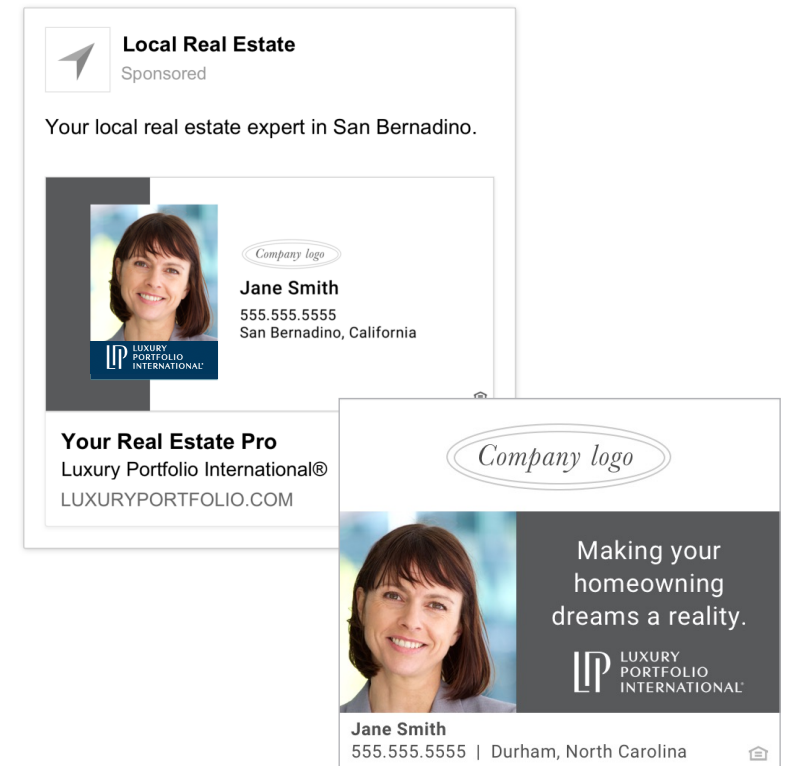 Local Real Estate
Sponsored
Your local real estate expert in San Bernadino.
Company logo
Jane Smith
555.555.5555
San Bernadino, California
LUXURY
PORTFOLIO
INTERNATIONAL®
Your Real Estate Pro
Luxury Portfolio International®
LUXURYPORTFOLIO.COM
Company logo
Making your
homeowning
dreams a reality.
LUXURY
PORTFOLIO
INTERNATIONAL®
Jane Smith
555.555.5555 | Durham, North Carolina